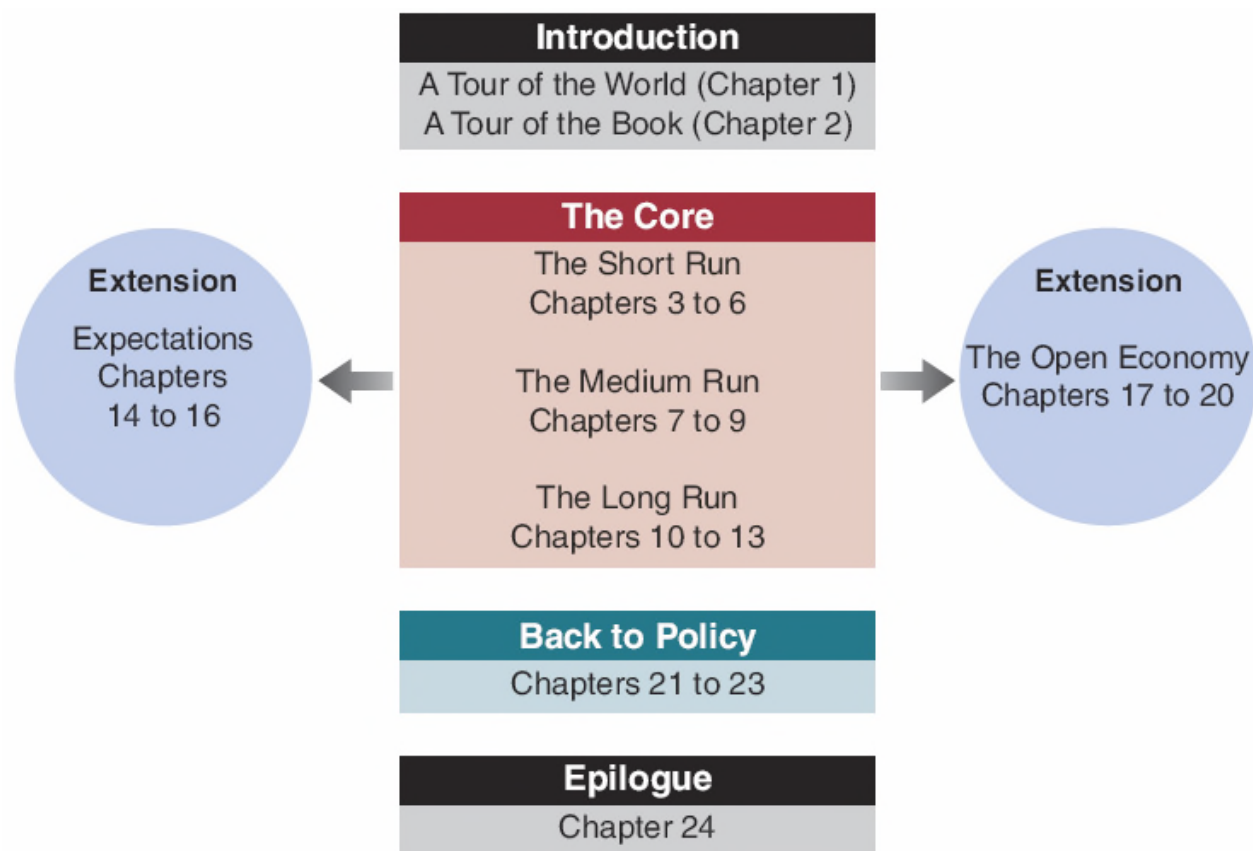 Introduction
A Tour of the World (Chapter 1)
A Tour of the Book (Chapter 2)
The Core
The Short Run
Chapters 3 to 6
The Medium Run
Chapters 7 to 9
The Long Run
Chapters 10 to 13
Extension
Expectations
Chapters
14 to 16
Extension
The Open Economy
Chapters 17 to 20
Back to Policy
Chapters 21 to 23
Epilogue
Chapter 24